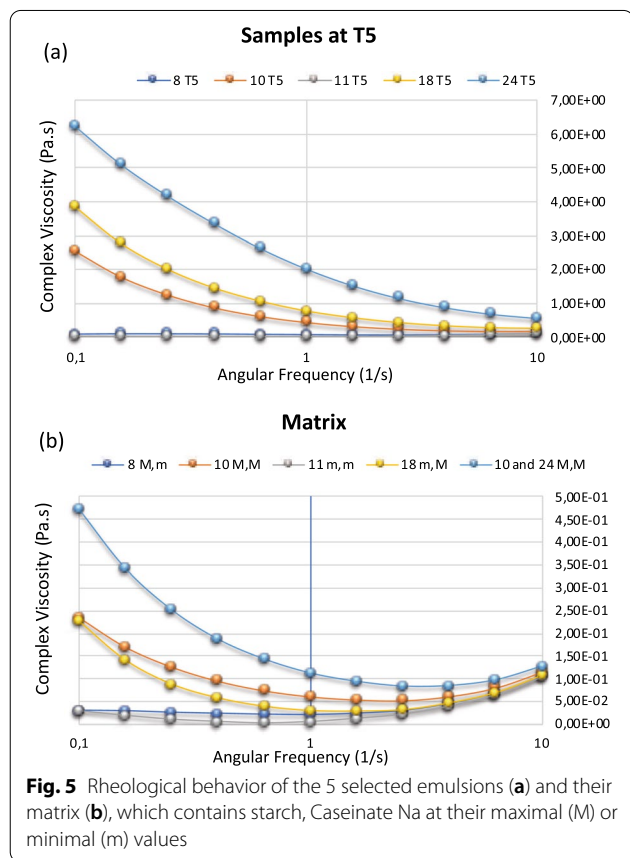 Samples at T5
(a)
8 T5 10 T5 11 T5 18 T5 24 T5
Complex Viscosity (Pa.s)
7,00E+00
6,00E+00
5,00E+00
4,00E+00
3,00E+00
2,00E+00
1,00E+00
0,00E+00
0,1 1 10
Angular Frequency (1/s)
Matrix
(b)
8 M,m 10 M,M 11 m,m 18 m,M 10 and 24 M,M
Complex Viscosity (Pa.s)
5,00E-01
4,50E-01
4,00E-01
3,50E-01
3,00E-01
2,50E-01
2,00E-01
1,50E-01
1,00E-01
5,00E-02
0,00E+00
0,1 1 10
Angular Frequency (1/s)
Fig. 5 Rheological behavior of the 5 selected emulsions (a) and their
matrix (b), which contains starch, Caseinate Na at their maximal (M) or
minimal (m) values